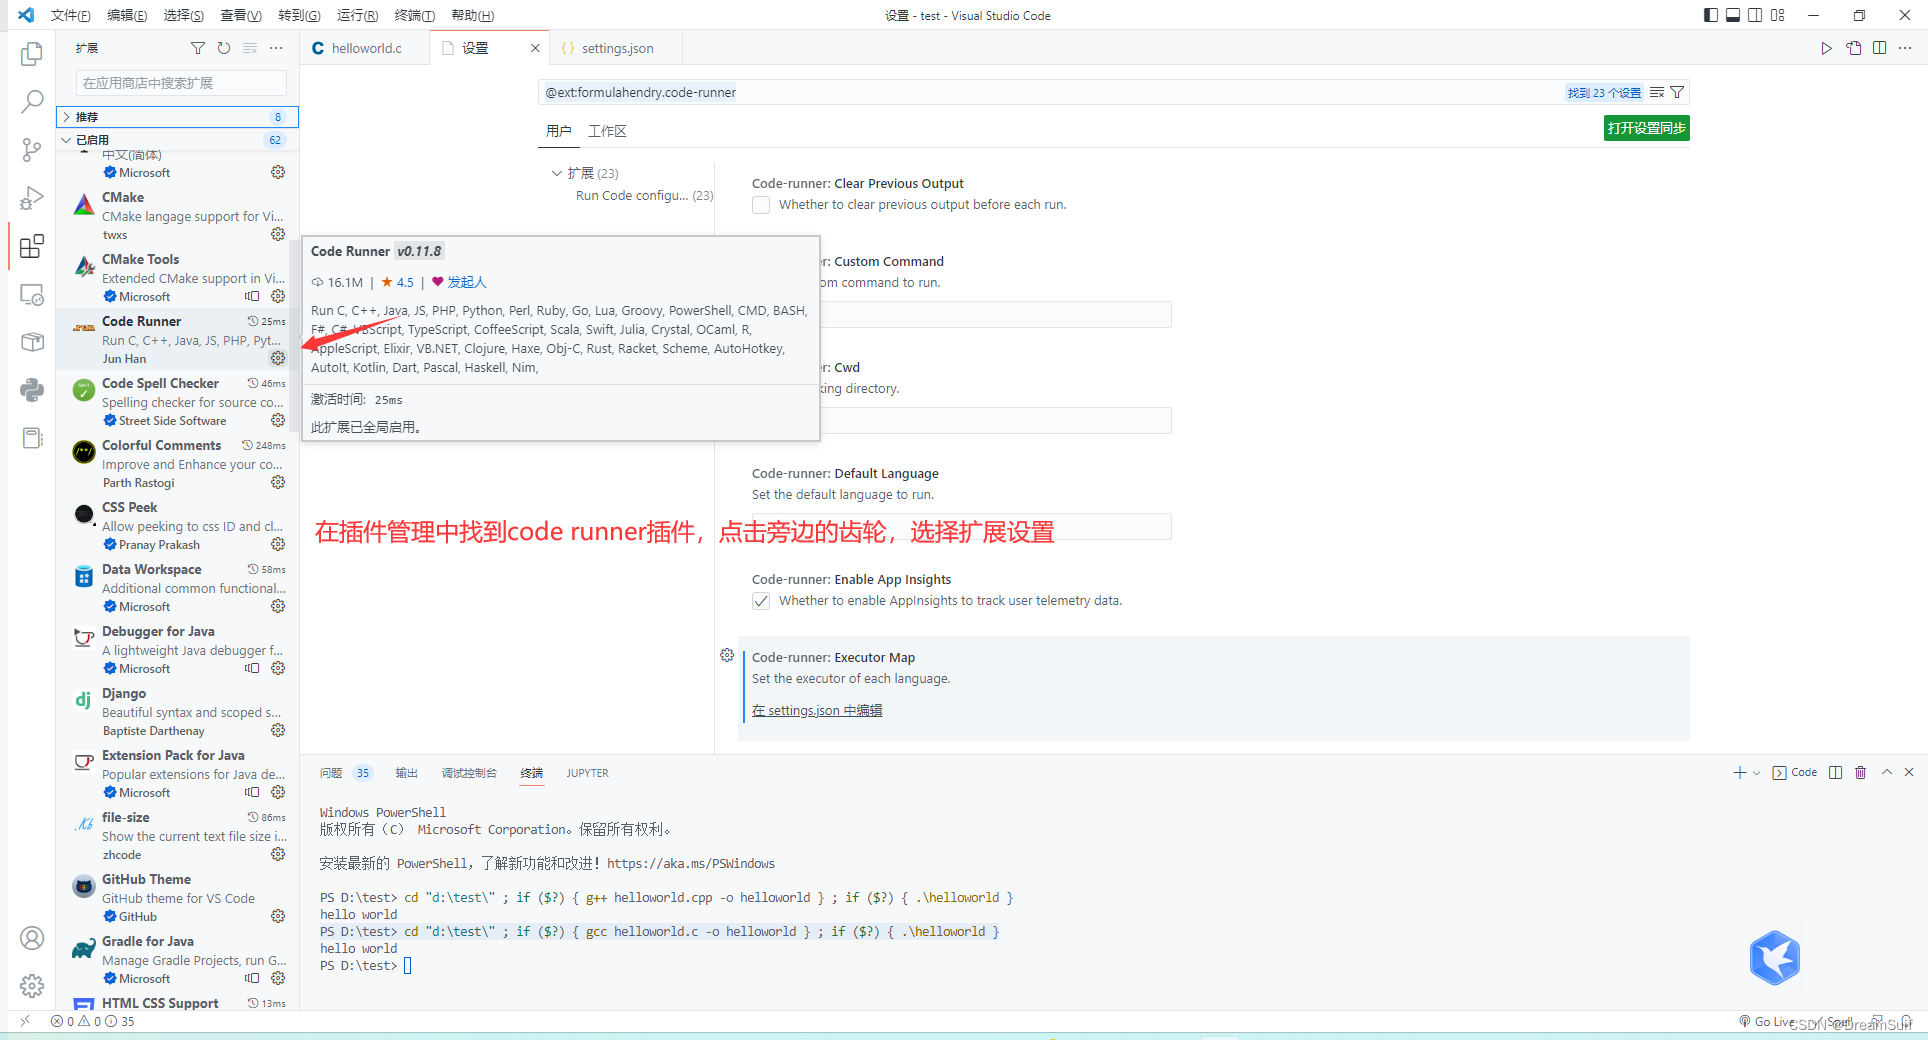 文件(F) 编辑(E) 选择(S) 查看(V) 转到(G) 运行(R) 终端(T) 帮助(H)
设置 - test - Visual Studio Code
扩展
helloworld.c
设置
settings.json
在应用商店中搜索扩展
推荐 8
已启用 62
中文(简体)
Microsoft
CMake
CMake langage support for Vi...
twxs
CMake Tools
Extended CMake support in Vi...
Microsoft
Code Runner 25ms
Run C, C++, Java, JS, PHP, Pyt...
Jun Han
Code Spell Checker 46ms
Spelling checker for source co...
Street Side Software
Colorful Comments 248ms
Improve and Enhance your co...
Parth Rastogi
CSS Peek
Allow peeking to css ID and cl...
Pranay Prakash
Data Workspace 58ms
Additional common functional...
Microsoft
Debugger for Java
A lightweight Java debugger f...
Microsoft
Django
Beautiful syntax and scoped s...
Baptiste Darthenay
Extension Pack for Java
Popular extensions for Java de...
Microsoft
file-size 86ms
Show the current text file size i...
zhcode
GitHub Theme
GitHub theme for VS Code
GitHub
Gradle for Java
Manage Gradle Projects, run G...
Microsoft
HTML CSS Support 13ms
@ext:formulahendry.code-runner
找到 23 个设置
用户 工作区
打开设置同步
扩展 (23)
Run Code configu... (23)
Code-runner: Clear Previous Output
Whether to clear previous output before each run.
r: Custom Command
om command to run.
r: Cwd
king directory.
Code-runner: Default Language
Set the default language to run.
Code-runner: Enable App Insights
Whether to enable AppInsights to track user telemetry data.
Code-runner: Executor Map
Set the executor of each language.
在 settings.json 中编辑
Code Runner v0.11.8
16.1M | 4.5 | 发起人
Run C, C++, Java, JS, PHP, Python, Perl, Ruby, Go, Lua, Groovy, PowerShell, CMD, BASH,
F#, C#, VBScript, TypeScript, CoffeeScript, Scala, Swift, Julia, Crystal, OCaml, R,
AppleScript, Elixir, VB.NET, Clojure, Haxe, Obj-C, Rust, Racket, Scheme, AutoHotkey,
AutoIt, Kotlin, Dart, Pascal, Haskell, Nim,
激活时间: 25ms
此扩展已全局启用。
在插件管理中找到code runner插件，点击旁边的齿轮，选择扩展设置
问题 35 输出 调试控制台 终端 JUPYTER
Code
Windows PowerShell
版权所有（C） Microsoft Corporation。保留所有权利。
安装最新的 PowerShell，了解新功能和改进！https://aka.ms/PSWindows
PS D:\test> cd "d:\test\" ; if ($?) { g++ helloworld.cpp -o helloworld } ; if ($?) { .\helloworld }
hello world
PS D:\test> cd "d:\test\" ; if ($?) { gcc helloworld.c -o helloworld } ; if ($?) { .\helloworld }
hello world
PS D:\test>
0 0 35
Go Live
Spell
CSDN @DreamSuif